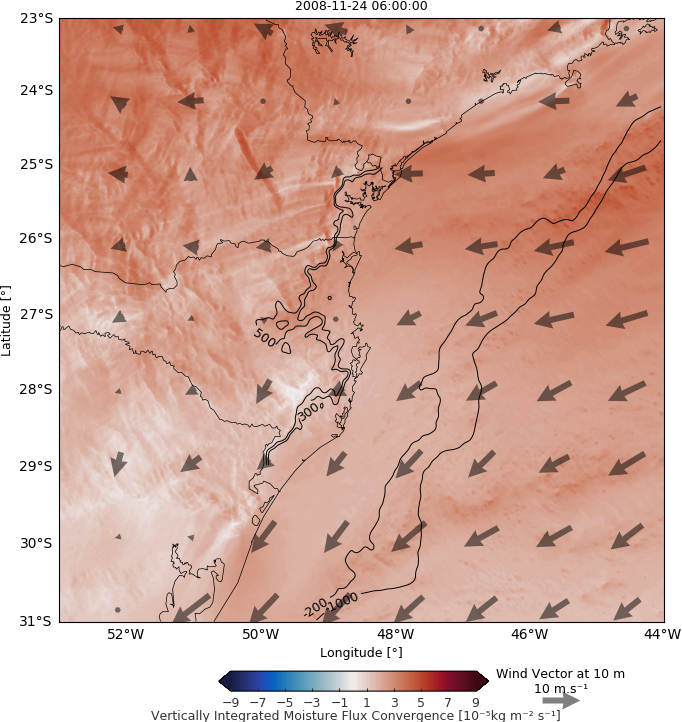 2008-11-24 06:00:00
23°S
24°S
25°S
26°S
27°S
28°S
29°S
30°S
31°S
Latitude [°]
500
300
-200
-1000
52°W 50°W 48°W 46°W 44°W
Longitude [°]
−9 −7 −5 −3 −1 1 3 5 7 9
Vertically Integrated Moisture Flux Convergence [10⁻⁵kg m⁻² s⁻¹]
Wind Vector at 10 m
10 m.s⁻¹